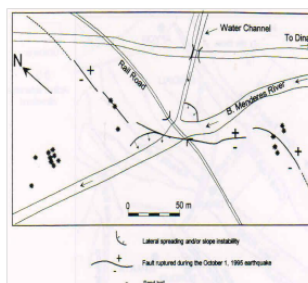 Water Channel
To Dina
N
Rail Road
B. Menderes River
+
-
+
-
+
-
0 50 m
Lateral spreading and/or slope instability
+
Fault ruptured during the October 1, 1995 earthquake
-